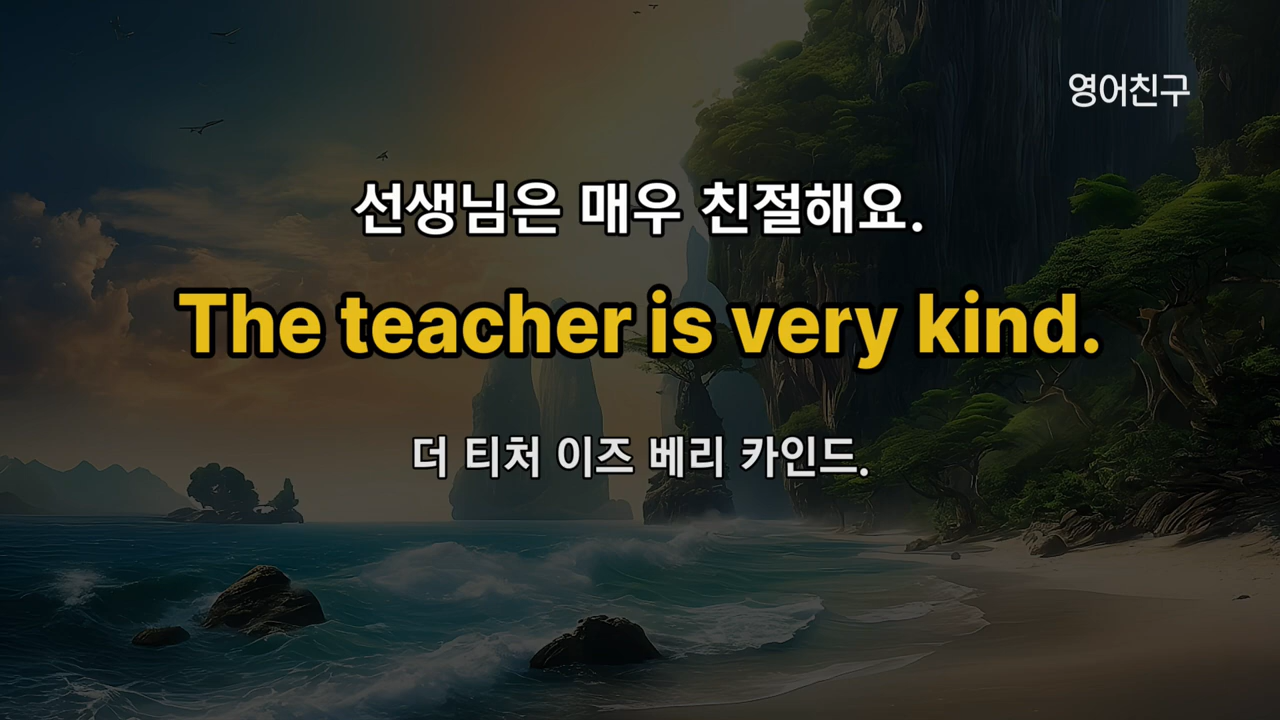 영어친구
선생님은 매우 친절해요.
The teacher is very kind.
더 티처 이즈 베리 카인드.